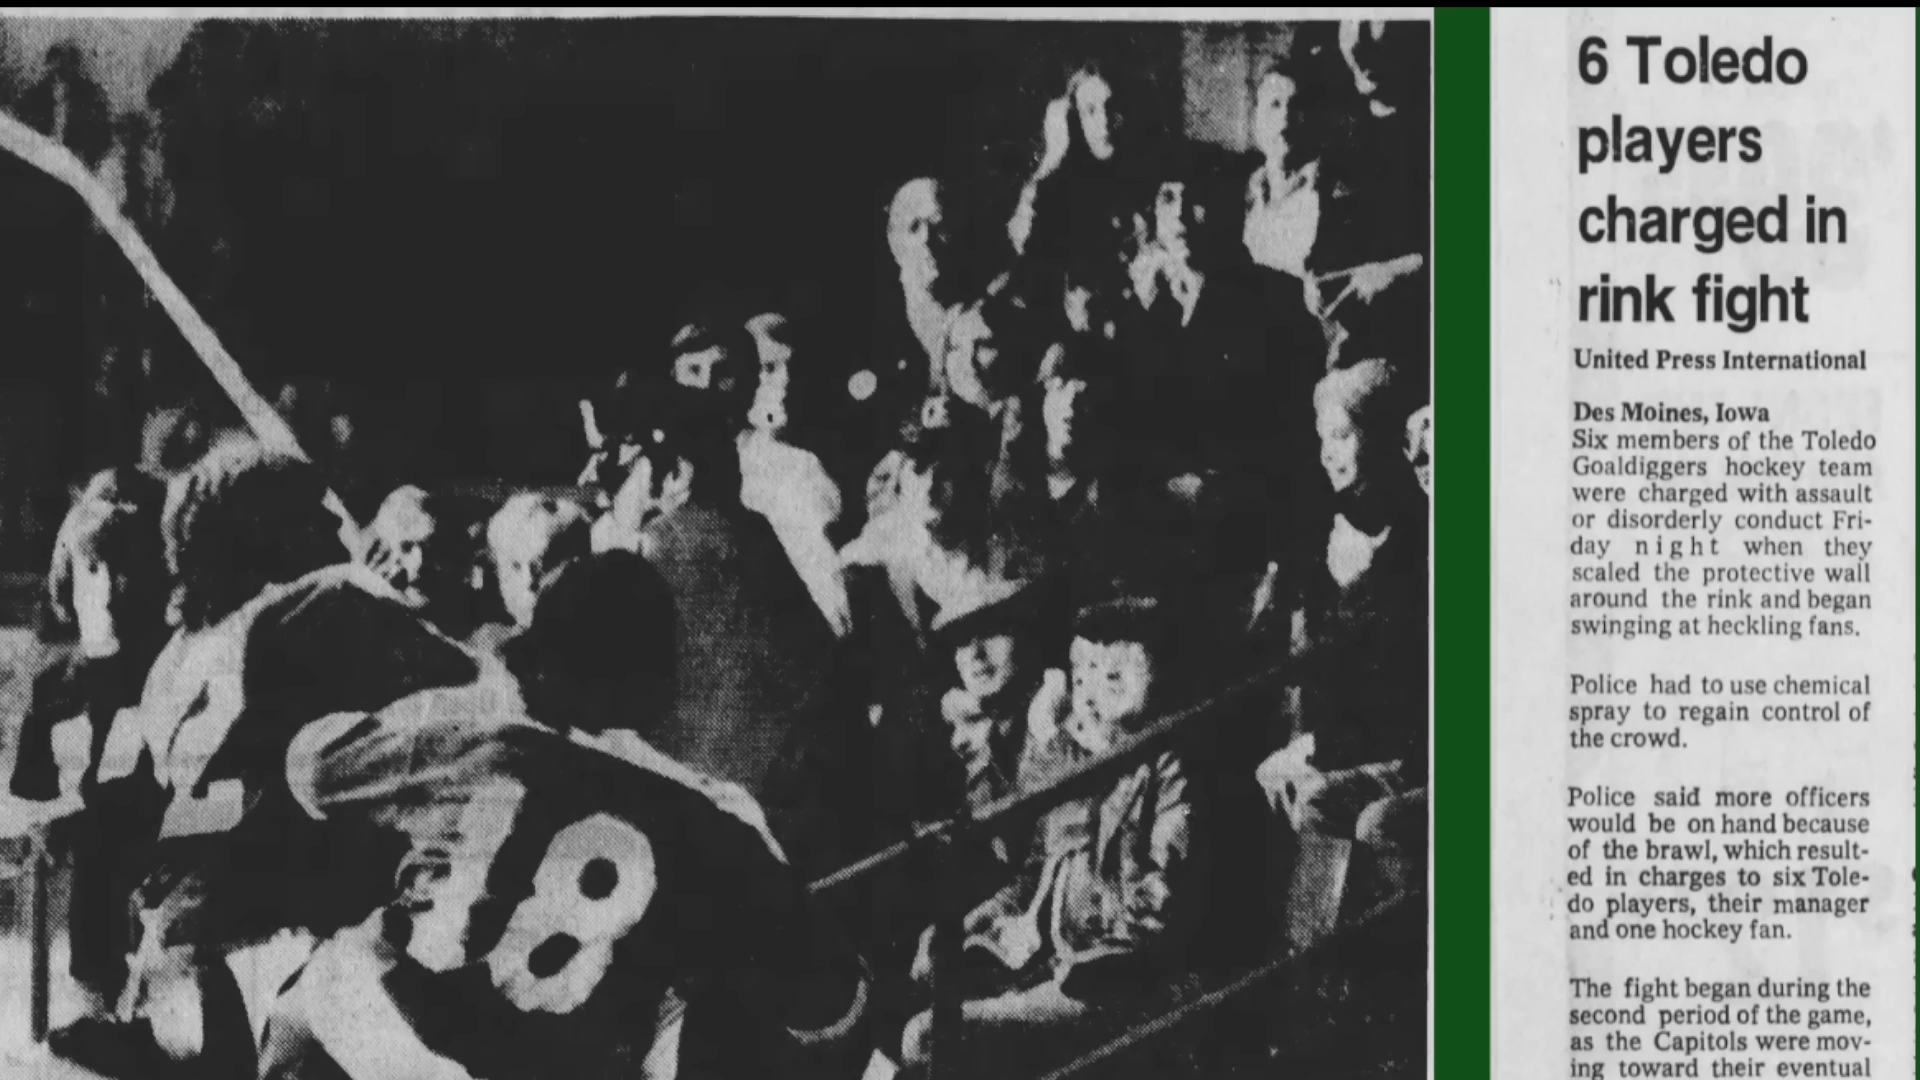 6 Toledo
players
charged in
rink fight
United Press International
Des Moines, Iowa
Six members of the Toledo
Goaldiggers hockey team
were charged with assault
or disorderly conduct Fri-
day night when they
scaled the protective wall
around the rink and began
swinging at heckling fans.
Police had to use chemical
spray to regain control of
the crowd.
Police said more officers
would be on hand because
of the brawl, which result-
ed in charges to six Tole-
do players, their manager
and one hockey fan.
The fight began during the
second period of the game,
as the Capitols were mov-
ing toward their eventual
8